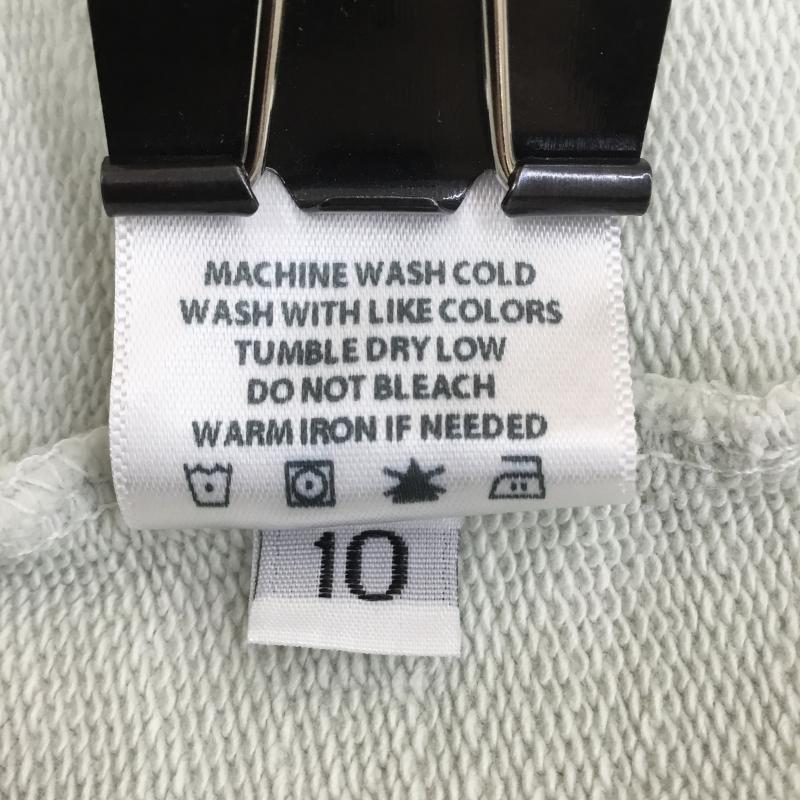 MACHINE WASH COLD
WASH WITH LIKE COLORS
TUMBLE DRY LOW
DO NOT BLEACH
WARM IRON IF NEEDED
10